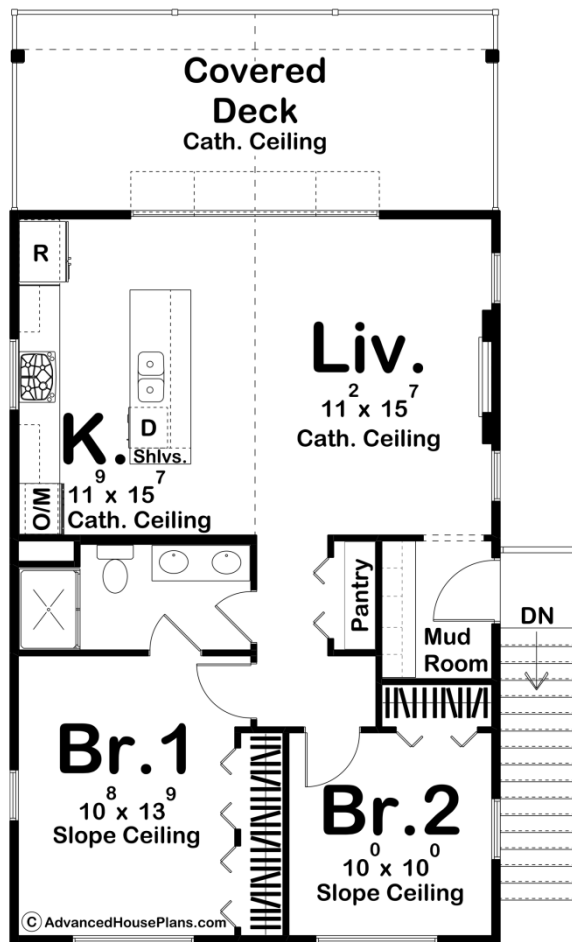 Covered
Deck
Cath. Ceiling
R
Liv.
11² x 15⁷
Cath. Ceiling
D
K.
Shlvs.
11⁹ x 15⁷
Cath. Ceiling
O/M
Pantry
Mud
Room
DN
Br.1
10⁸ x 13⁹
Slope Ceiling
Br.2
10⁰ x 10⁰
Slope Ceiling
© AdvancedHousePlans.com